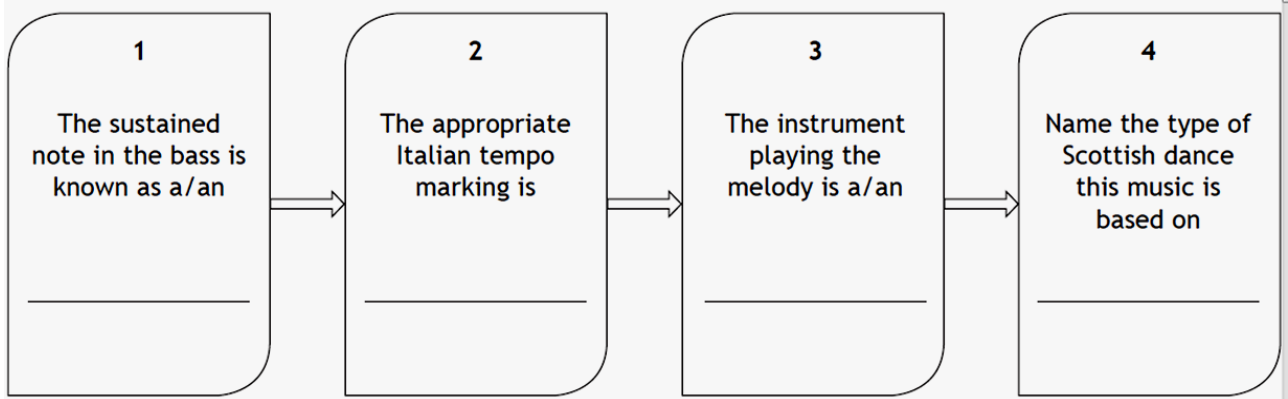 1
The sustained
note in the bass is
known as a/an
2
The appropriate
Italian tempo
marking is
3
The instrument
playing the
melody is a/an
4
Name the type of
Scottish dance
this music is
based on